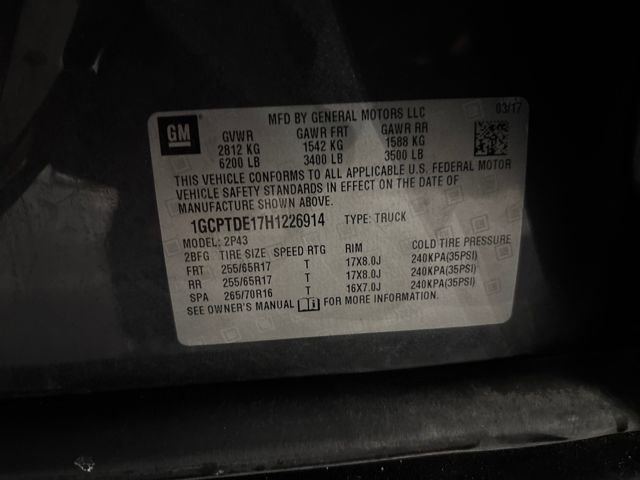 GM
MFD BY GENERAL MOTORS LLC 03/17
GVWR GAWR FRT GAWR RR
2812 KG 1542 KG 1588 KG
6200 LB 3400 LB 3500 LB
THIS VEHICLE CONFORMS TO ALL APPLICABLE U.S. FEDERAL MOTOR
VEHICLE SAFETY STANDARDS IN EFFECT ON THE DATE OF
MANUFACTURE SHOWN ABOVE.
1GCPTDE17H1226914 TYPE: TRUCK
MODEL: 2P43
2BFG TIRE SIZE SPEED RTG RIM COLD TIRE PRESSURE
FRT 255/65R17 T 17X8.0J 240KPA(35PSI)
RR 255/65R17 T 17X8.0J 240KPA(35PSI)
SPA 265/70R16 T 16X7.0J 240KPA(35PSI)
SEE OWNER'S MANUAL FOR MORE INFORMATION.